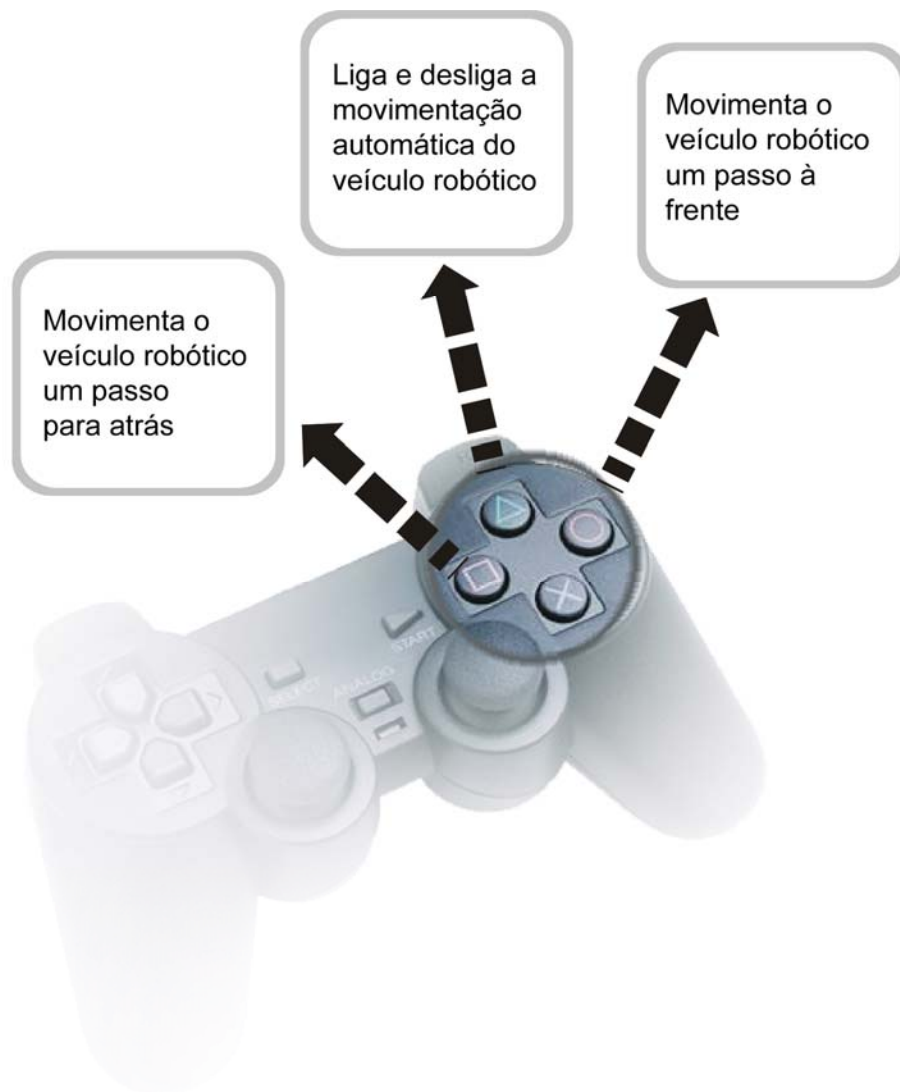 Liga e desliga a
movimentação
automática do
veículo robótico
Movimenta o
veículo robótico
um passo à
frente
Movimenta o
veículo robótico
um passo
para atrás
START
SELECT
ANALOG